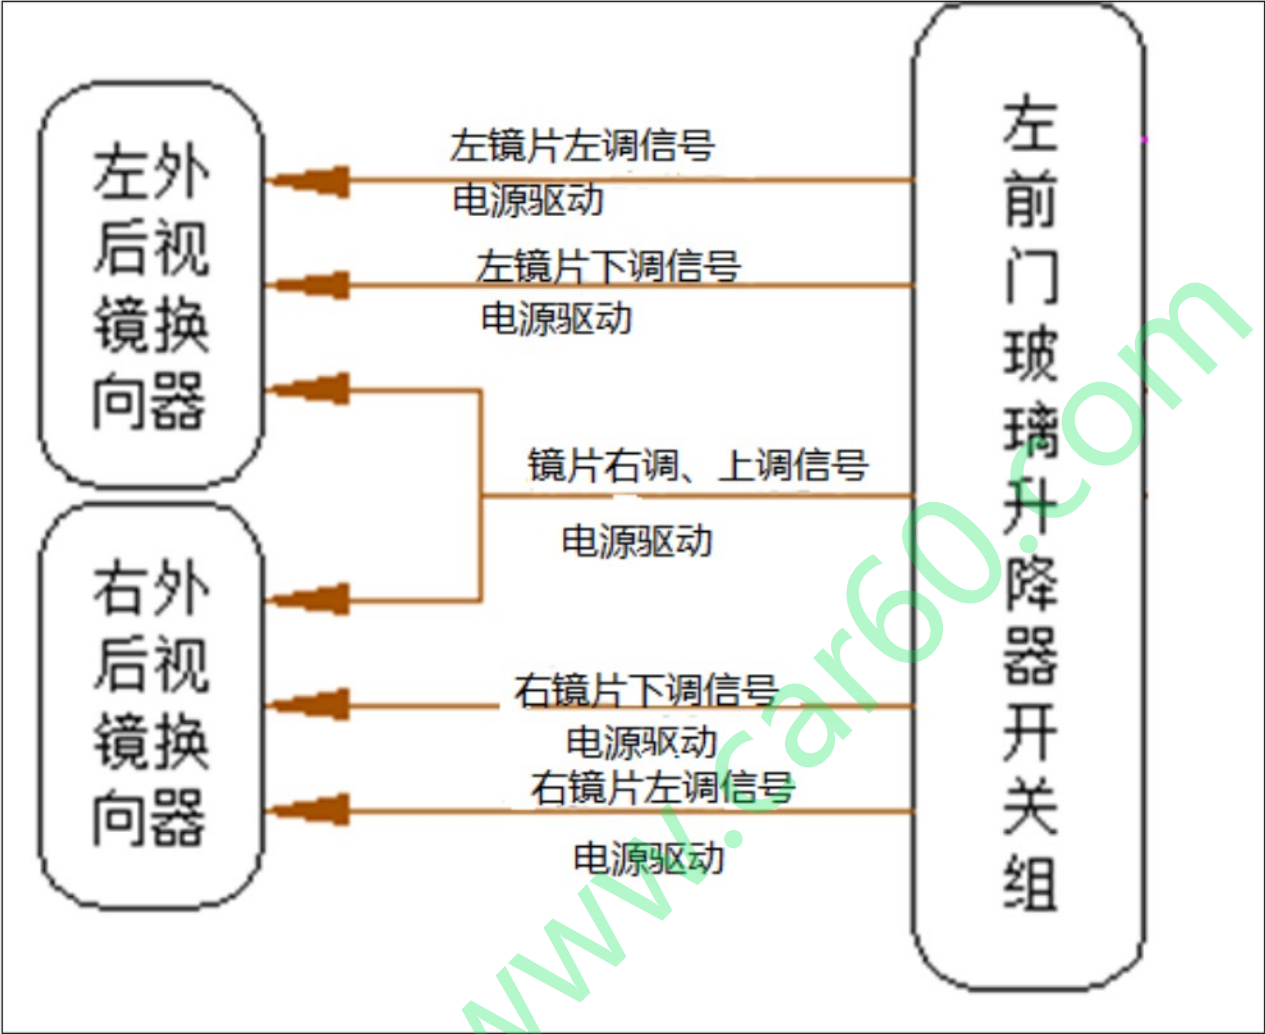 左外
后视
镜换
向器
右外
后视
镜换
向器
左镜片左调信号
电源驱动
左镜片下调信号
电源驱动
镜片右调、上调信号
电源驱动
右镜片下调信号
电源驱动
右镜片左调信号
电源驱动
左前门玻璃升降器开关组
www.car60.com